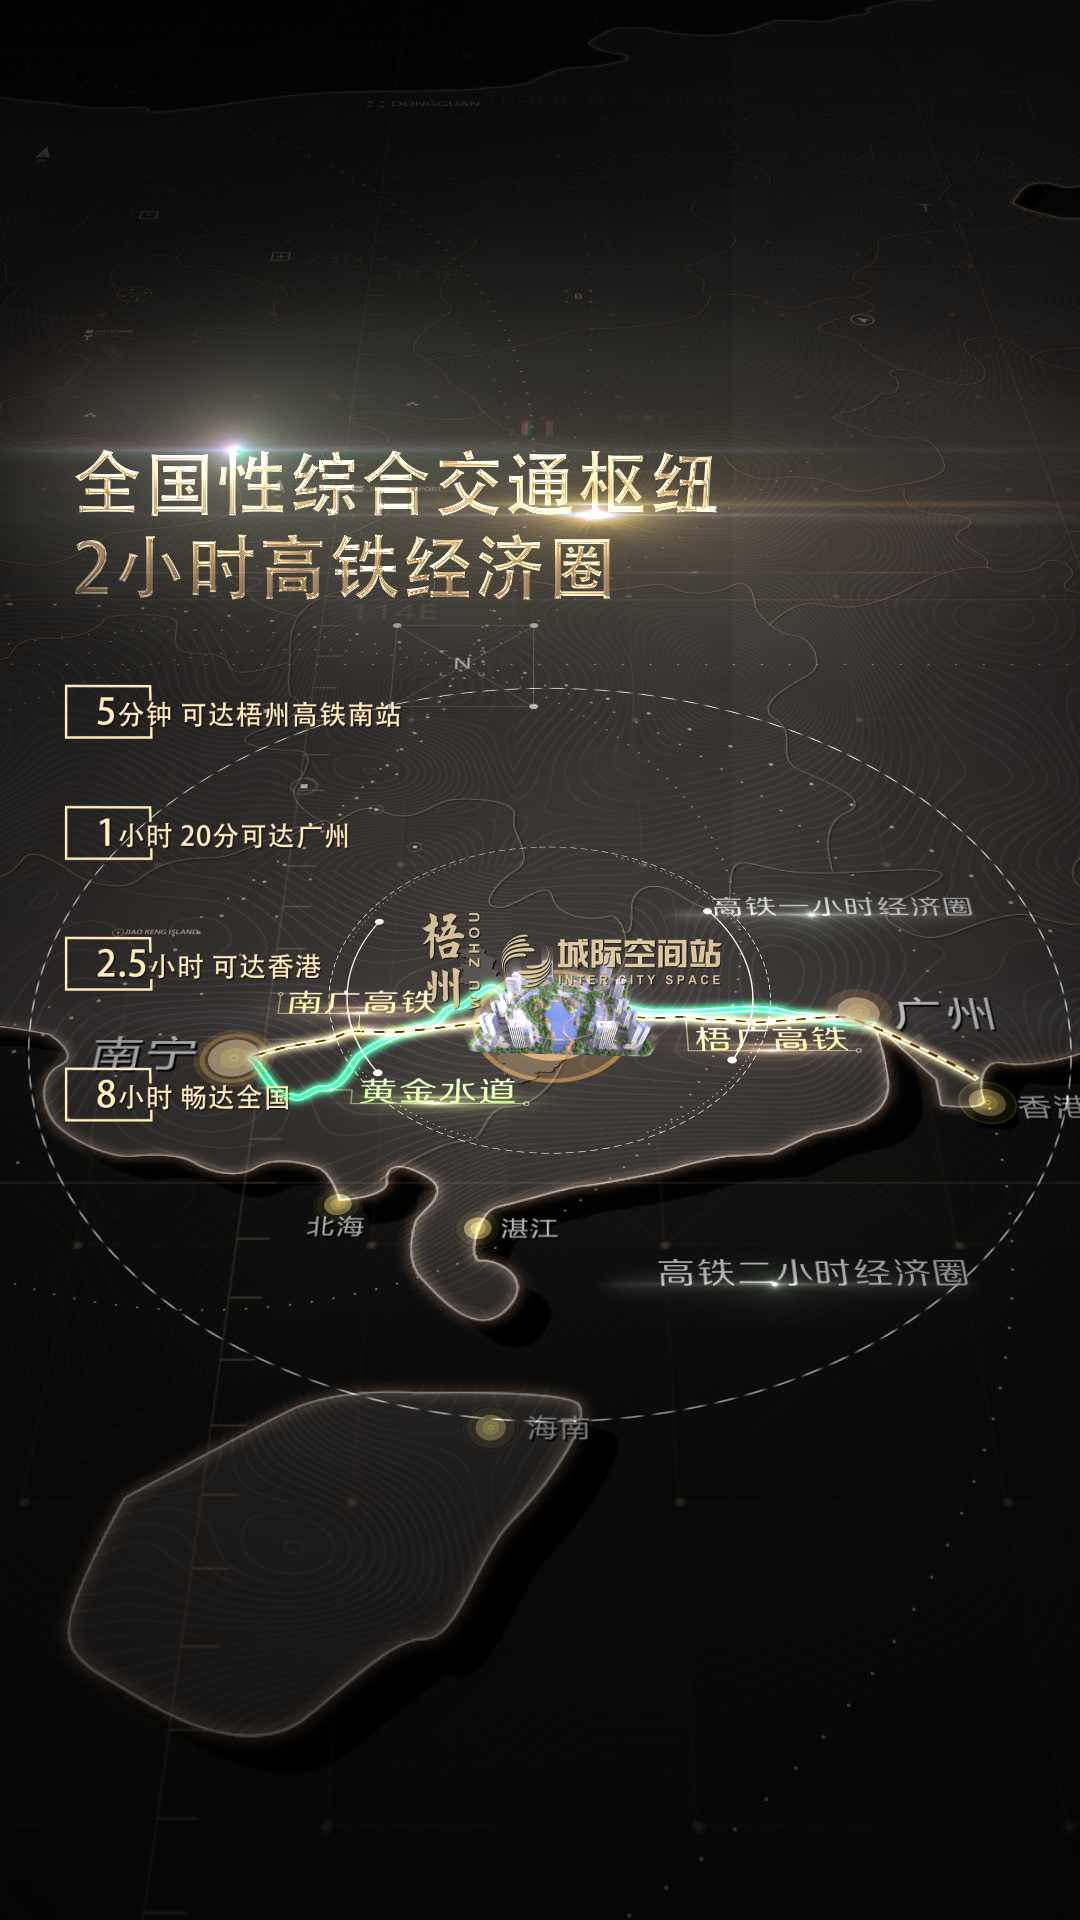 DONGGUAN
TROPIC OF CANCER
23N
113E
B
全国性综合交通枢纽
2小时高铁经济圈
114E
N
5分钟 可达梧州高铁南站
1小时 20分可达广州
高铁一小时经济圈
JIAO KENG ISLAND
2.5小时 可达香港
梧州
城际空间站
INTER CITY SPACE
南广高铁
广州
梧广高铁
南宁
黄金水道
8小时 畅达全国
香港
北海
湛江
高铁二小时经济圈
海南